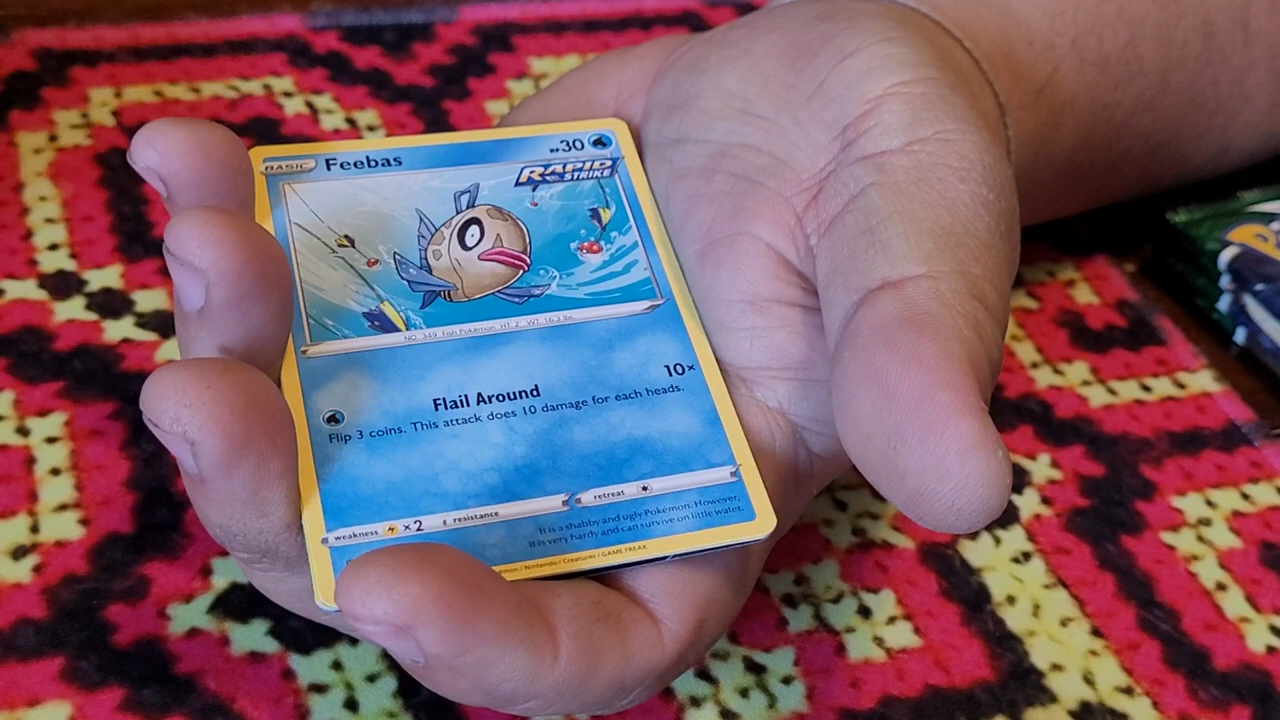 BASIC Feebas HP30
RAPID
STRIKE
NO. 349 Fish Pokémon HT: 2' WT: 16.3 lbs.
Flail Around 10×
Flip 3 coins. This attack does 10 damage for each heads.
weakness ×2 resistance retreat
It is a shabby and ugly Pokémon. However,
it is very hardy and can survive on little water.
/ Nintendo / Creatures / GAME FREAK